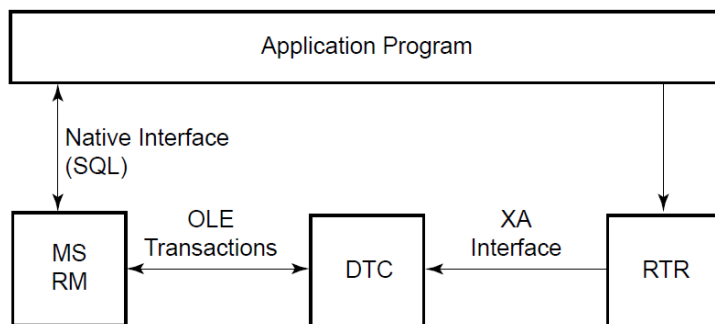 Application Program
Native Interface
(SQL)
OLE
Transactions
XA
Interface
MS
RM
DTC
RTR